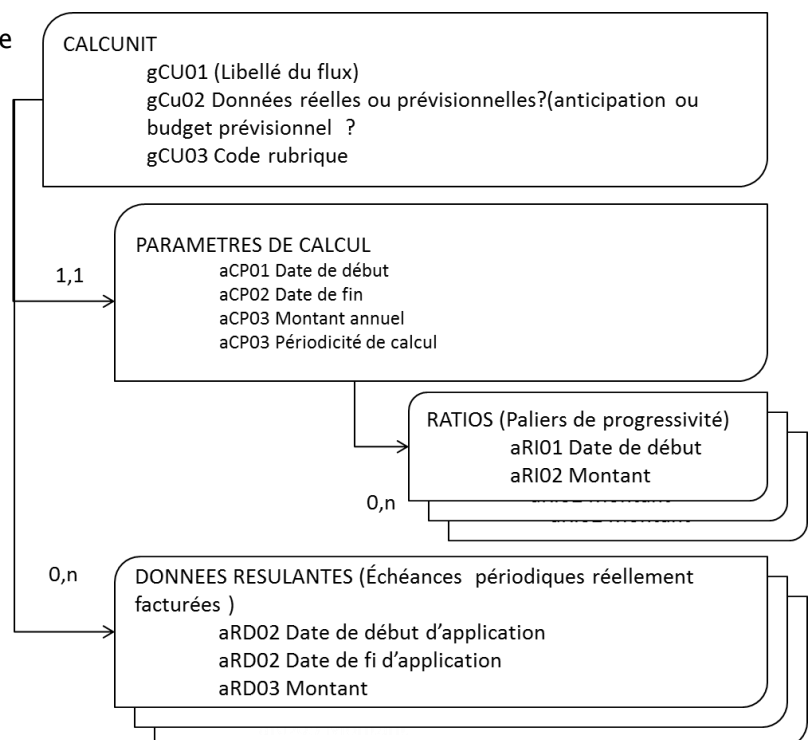 e
CALCUNIT
gCU01 (Libellé du flux)
gCu02 Données réelles ou prévisionnelles?(anticipation ou
budget prévisionnel ?
gCU03 Code rubrique
PARAMETRES DE CALCUL
aCP01 Date de début
aCP02 Date de fin
aCP03 Montant annuel
aCP03 Périodicité de calcul
1,1
RATIOS (Paliers de progressivité)
aRI01 Date de début
aRI02 Montant
0,n
0,n
DONNEES RESULANTES (Échéances périodiques réellement
facturées )
aRD02 Date de début d'application
aRD02 Date de fi d'application
aRD03 Montant